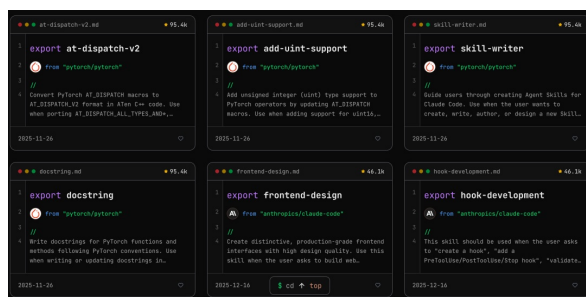 at-dispatch-v2.md ★ 95.4k
1 export at-dispatch-v2
2 from "pytorch/pytorch"
3 //
4 Convert PyTorch AT_DISPATCH macros to
AT_DISPATCH_V2 format in ATen C++ code. Use
when porting AT_DISPATCH_ALL_TYPES_AND*,…
2025-11-26
add-uint-support.md ★ 95.4k
1 export add-uint-support
2 from "pytorch/pytorch"
3 //
4 Add unsigned integer (uint) type support to
PyTorch operators by updating AT_DISPATCH
macros. Use when adding support for uint16,…
2025-11-26
skill-writer.md ★ 95.4k
1 export skill-writer
2 from "pytorch/pytorch"
3 //
4 Guide users through creating Agent Skills for
Claude Code. Use when the user wants to
create, write, author, or design a new Skill…
2025-11-26
docstring.md ★ 95.4k
1 export docstring
2 from "pytorch/pytorch"
3 //
4 Write docstrings for PyTorch functions and
methods following PyTorch conventions. Use
when writing or updating docstrings in…
2025-11-26
frontend-design.md ★ 46.1k
1 export frontend-design
2 from "anthropics/claude-code"
3 //
4 Create distinctive, production-grade frontend
interfaces with high design quality. Use this
skill when the user asks to build web…
2025-12-16
$ cd ↑ top
hook-development.md ★ 46.1k
1 export hook-development
2 from "anthropics/claude-code"
3 //
4 This skill should be used when the user asks
to "create a hook", "add a
PreToolUse/PostToolUse/Stop hook", "validate…
2025-12-16